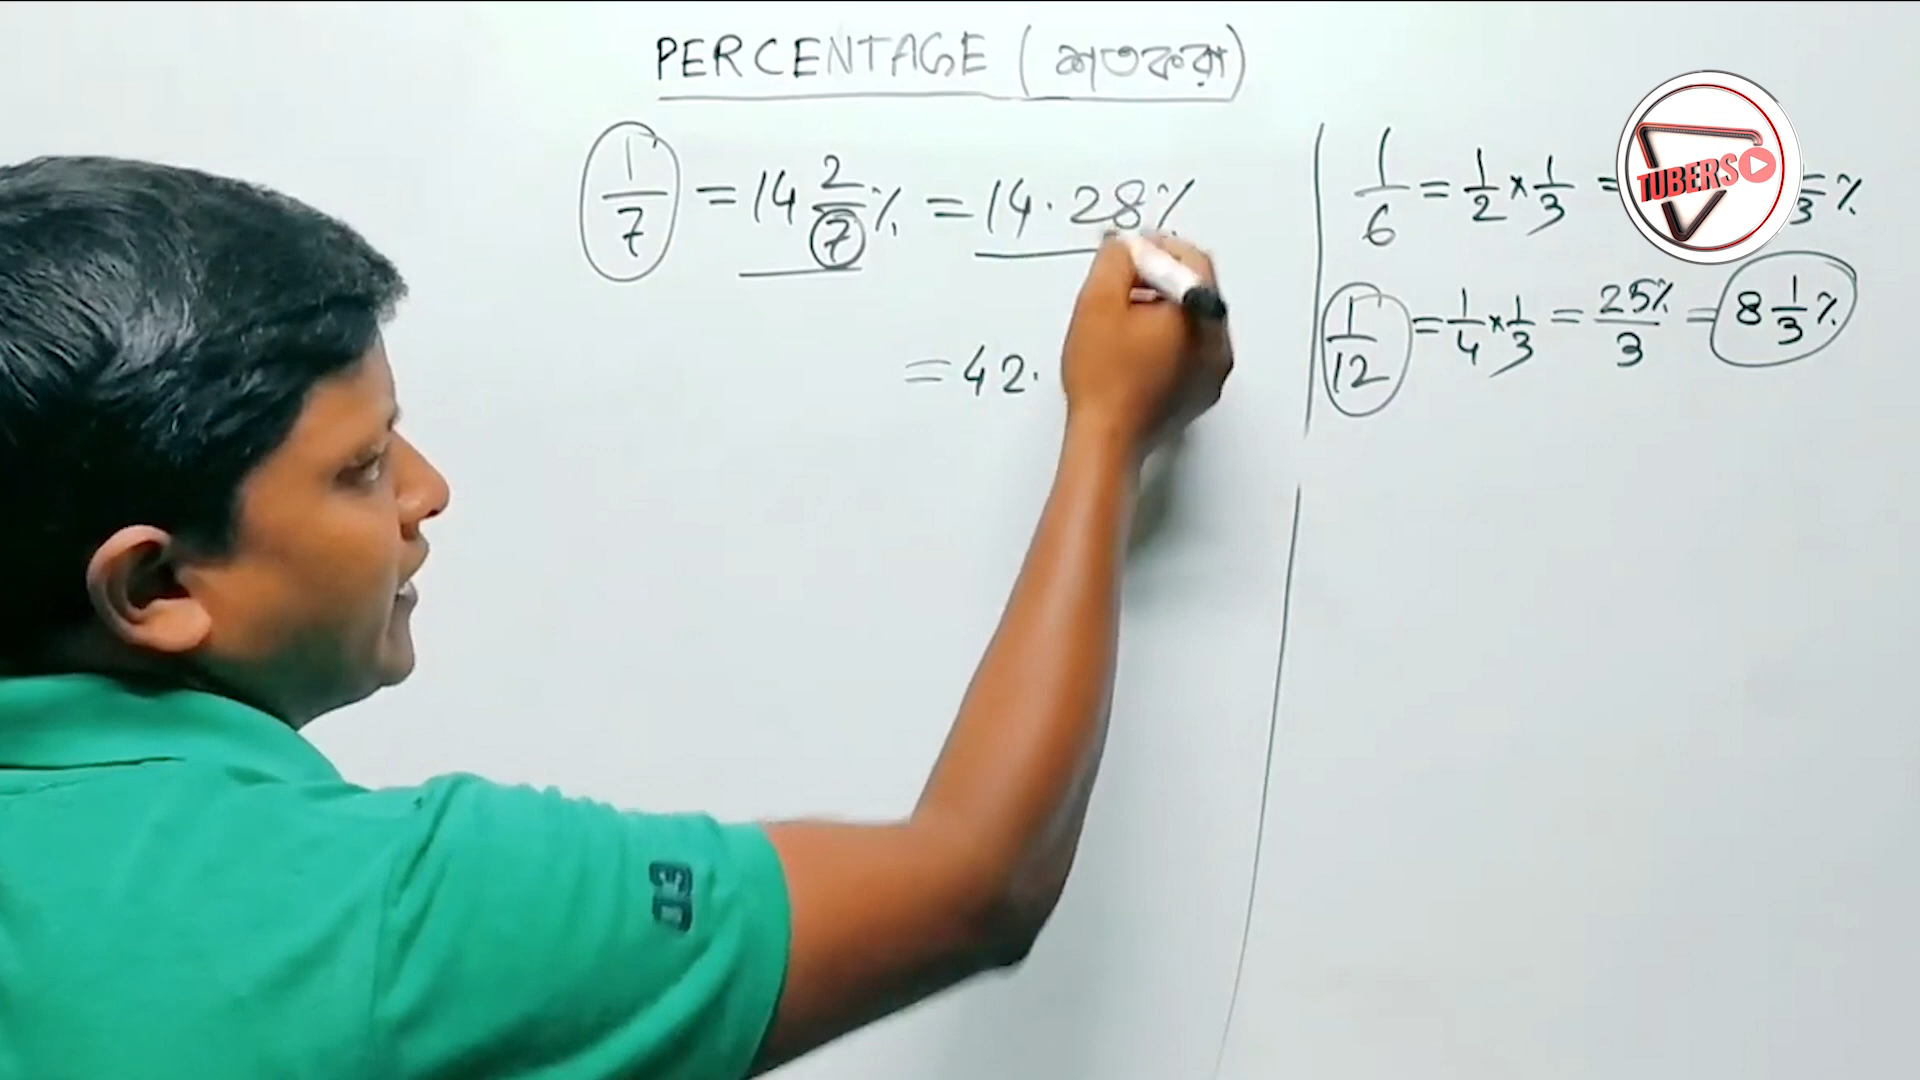 PERCENTAGE (শতকরা)
1/7 = 14 2/7 % = 14.28%
= 42.
1/6 = 1/2 × 1/3 = 3 %
1/12 = 1/4 × 1/3 = 25%/3 = 8 1/3 %
TUBERS